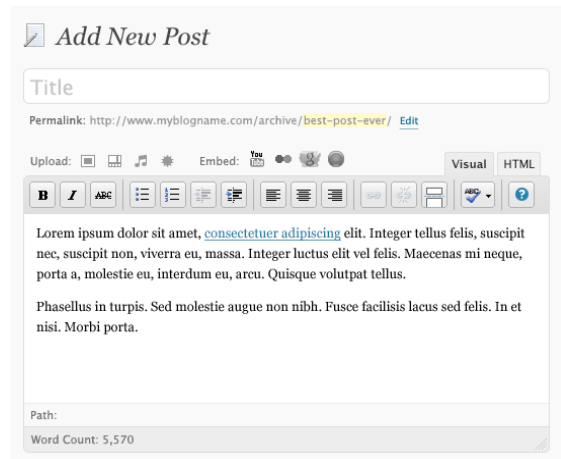 Add New Post
Title
Permalink: http://www.myblogname.com/archive/best-post-ever/ Edit
Upload: Embed: You Visual HTML
B I ABC ABC ?
Lorem ipsum dolor sit amet, consectetuer adipiscing elit. Integer tellus felis, suscipit
nec, suscipit non, viverra eu, massa. Integer luctus elit vel felis. Maecenas mi neque,
porta a, molestie eu, interdum eu, arcu. Quisque volutpat tellus.
Phasellus in turpis. Sed molestie augue non nibh. Fusce facilisis lacus sed felis. In et
nisi. Morbi porta.
Path:
Word Count: 5,570